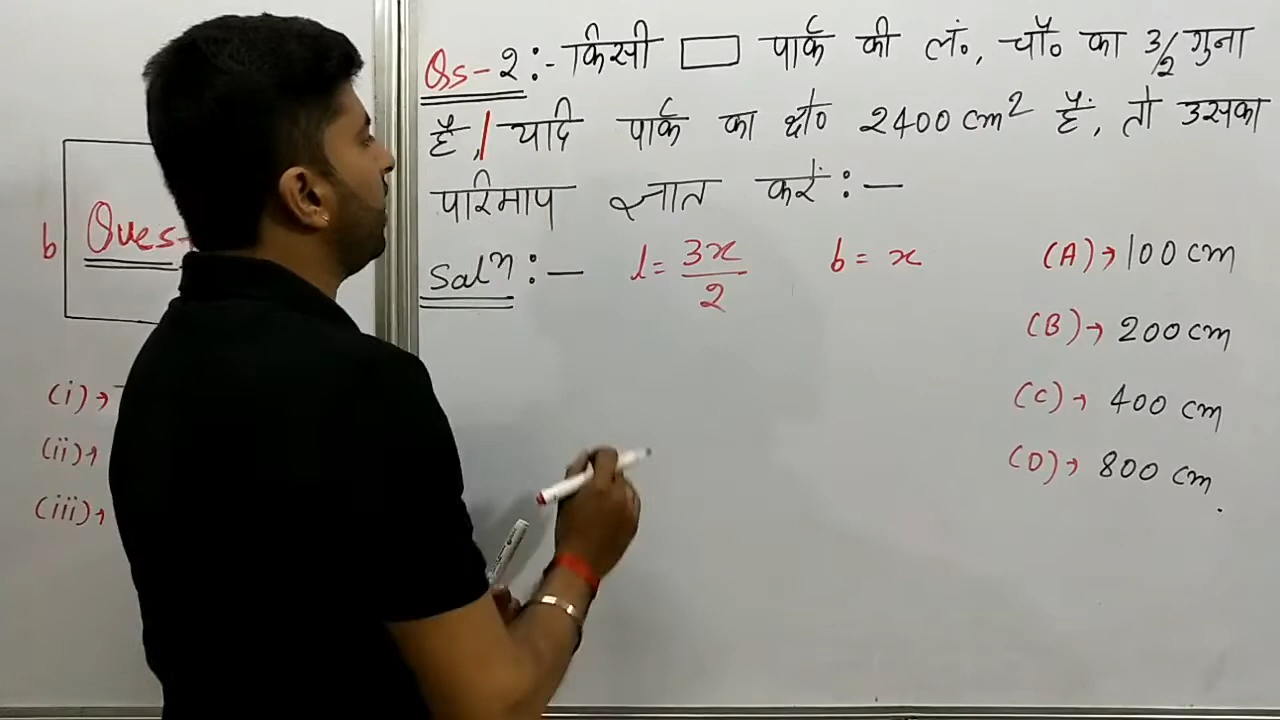 Qs-2:- किसी पार्क की लं०, चौ० का 3/2 गुना
है, यदि पार्क का क्षे० 2400 cm² है, तो उसका
परिमाप ज्ञात करें:—
Solⁿ:— l = 3x/2 b = x
(A)→ 100 cm
(B)→ 200 cm
(C)→ 400 cm
(D)→ 800 cm.
b
Ques-
(i)→
(ii)→
(iii)→